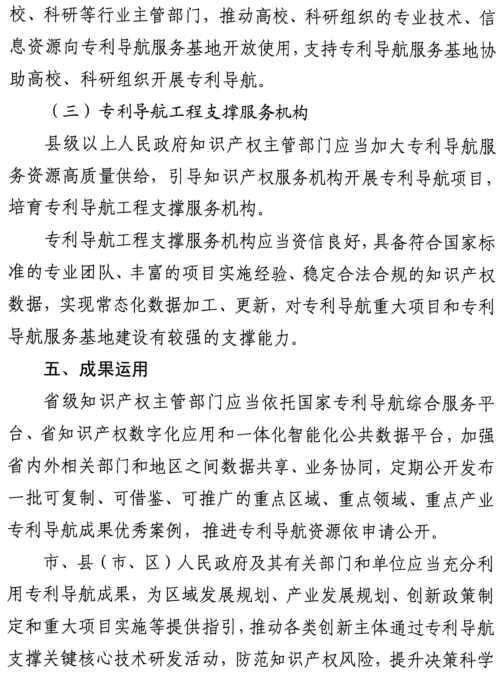 校、科研等行业主管部门，推动高校、科研组织的专业技术、信
息资源向专利导航服务基地开放使用，支持专利导航服务基地协
助高校、科研组织开展专利导航。
（三）专利导航工程支撑服务机构
县级以上人民政府知识产权主管部门应当加大专利导航服
务资源高质量供给，引导知识产权服务机构开展专利导航项目，
培育专利导航工程支撑服务机构。
专利导航工程支撑服务机构应当资信良好，具备符合国家标
准的专业团队、丰富的项目实施经验、稳定合法合规的知识产权
数据，实现常态化数据加工、更新，对专利导航重大项目和专利
导航服务基地建设有较强的支撑能力。
五、成果运用
省级知识产权主管部门应当依托国家专利导航综合服务平
台、省知识产权数字化应用和一体化智能化公共数据平台，加强
省内外相关部门和地区之间数据共享、业务协同，定期公开发布
一批可复制、可借鉴、可推广的重点区域、重点领域、重点产业
专利导航成果优秀案例，推进专利导航资源依申请公开。
市、县（市、区）人民政府及其有关部门和单位应当充分利
用专利导航成果，为区域发展规划、产业发展规划、创新政策制
定和重大项目实施等提供指引，推动各类创新主体通过专利导航
支撑关键核心技术研发活动，防范知识产权风险，提升决策科学